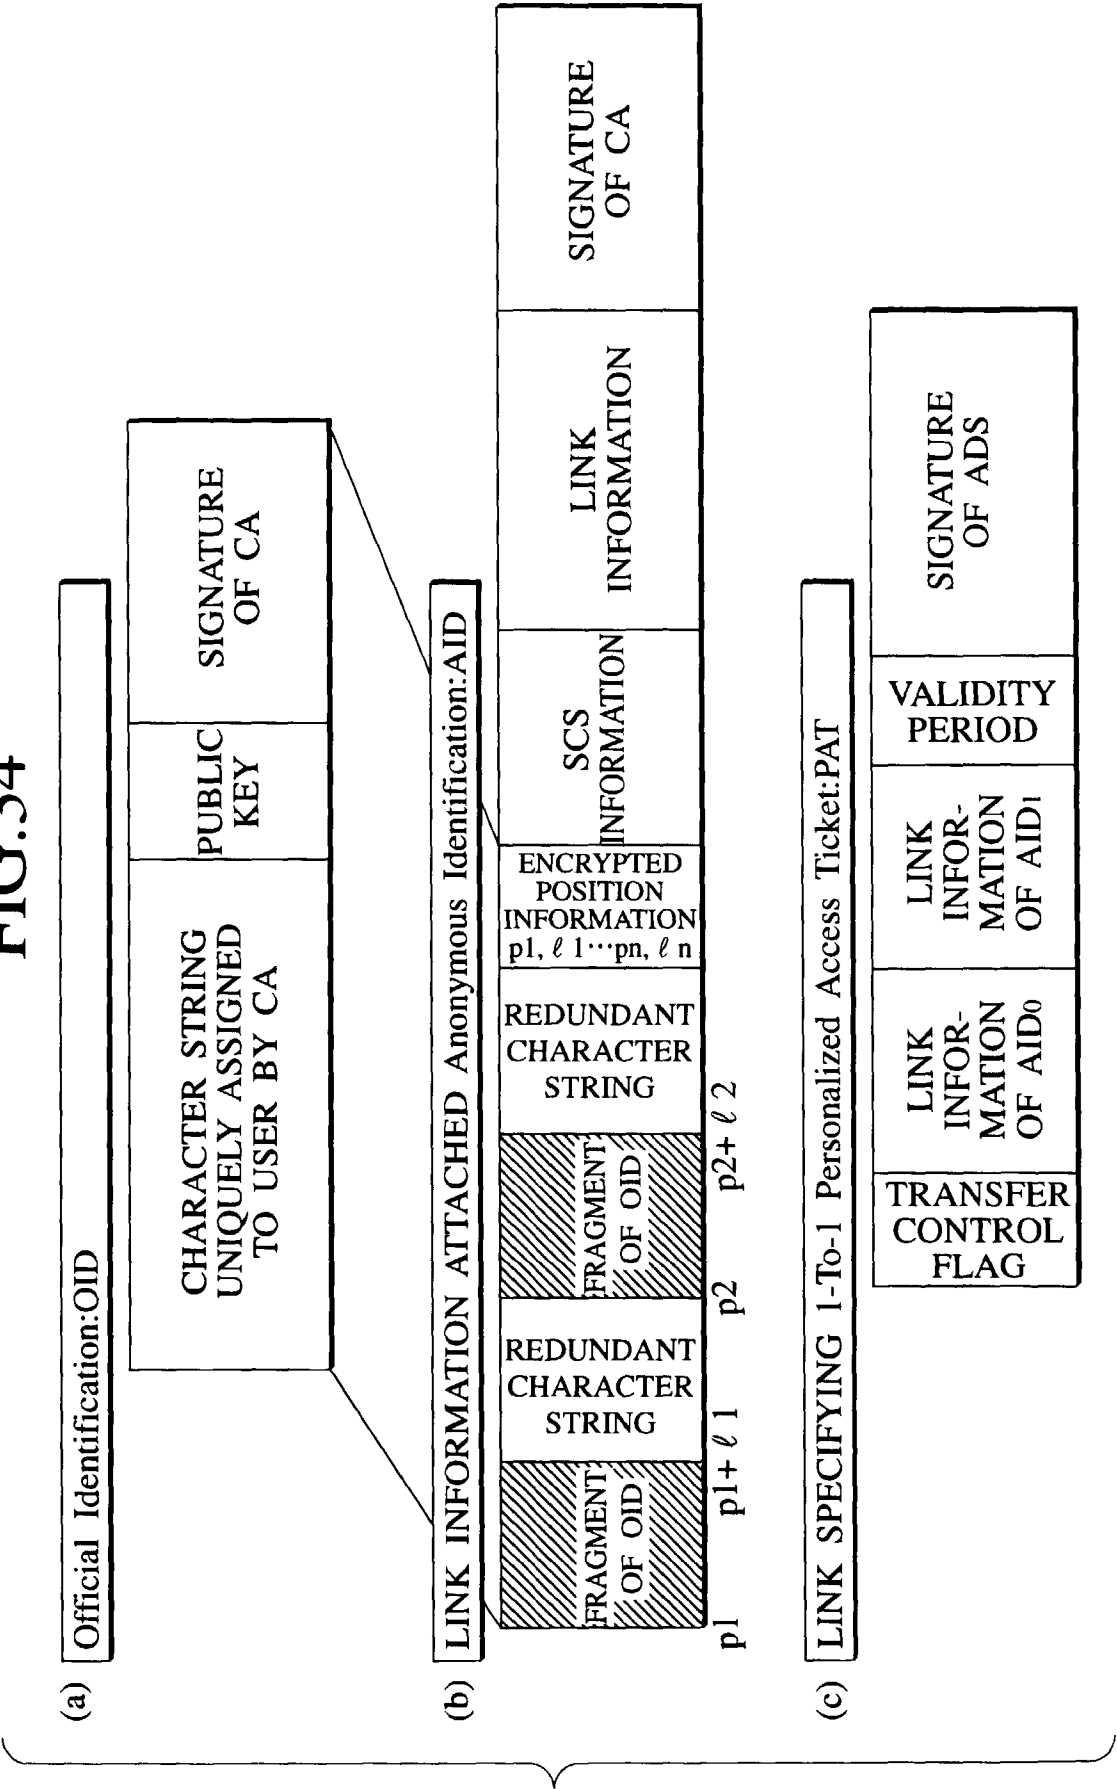 FIG.34
(a)
Official Identification:OID
CHARACTER STRING
UNIQUELY ASSIGNED
TO USER BY CA
PUBLIC
KEY
SIGNATURE
OF CA
(b)
LINK INFORMATION ATTACHED Anonymous Identification:AID
FRAGMENT
OF OID
REDUNDANT
CHARACTER
STRING
FRAGMENT
OF OID
REDUNDANT
CHARACTER
STRING
ENCRYPTED
POSITION
INFORMATION
p1, ℓ 1···pn, ℓ n
SCS
INFORMATION
LINK
INFORMATION
SIGNATURE
OF CA
p1
p1+ ℓ 1
p2
p2+ ℓ 2
(c)
LINK SPECIFYING 1-To-1 Personalized Access Ticket:PAT
TRANSFER
CONTROL
FLAG
LINK
INFOR-
MATION
OF AID0
LINK
INFOR-
MATION
OF AID1
VALIDITY
PERIOD
SIGNATURE
OF ADS